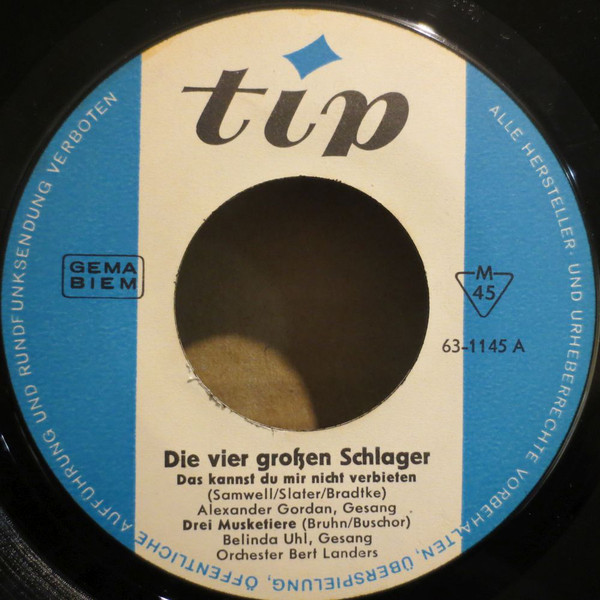 tip
ALLE HERSTELLER- UND URHEBERRECHTE VORBEHALTEN, ÜBERSPIELUNG, ÖFFENTLICHE AUFFÜHRUNG UND RUNDFUNKSENDUNG VERBOTEN
GEMA
BIEM
M
45
63-1145 A
Die vier großen Schlager
Das kannst du mir nicht verbieten
(Samwell/Slater/Bradtke)
Alexander Gordan, Gesang
Drei Musketiere (Bruhn/Buschor)
Belinda Uhl, Gesang
Orchester Bert Landers